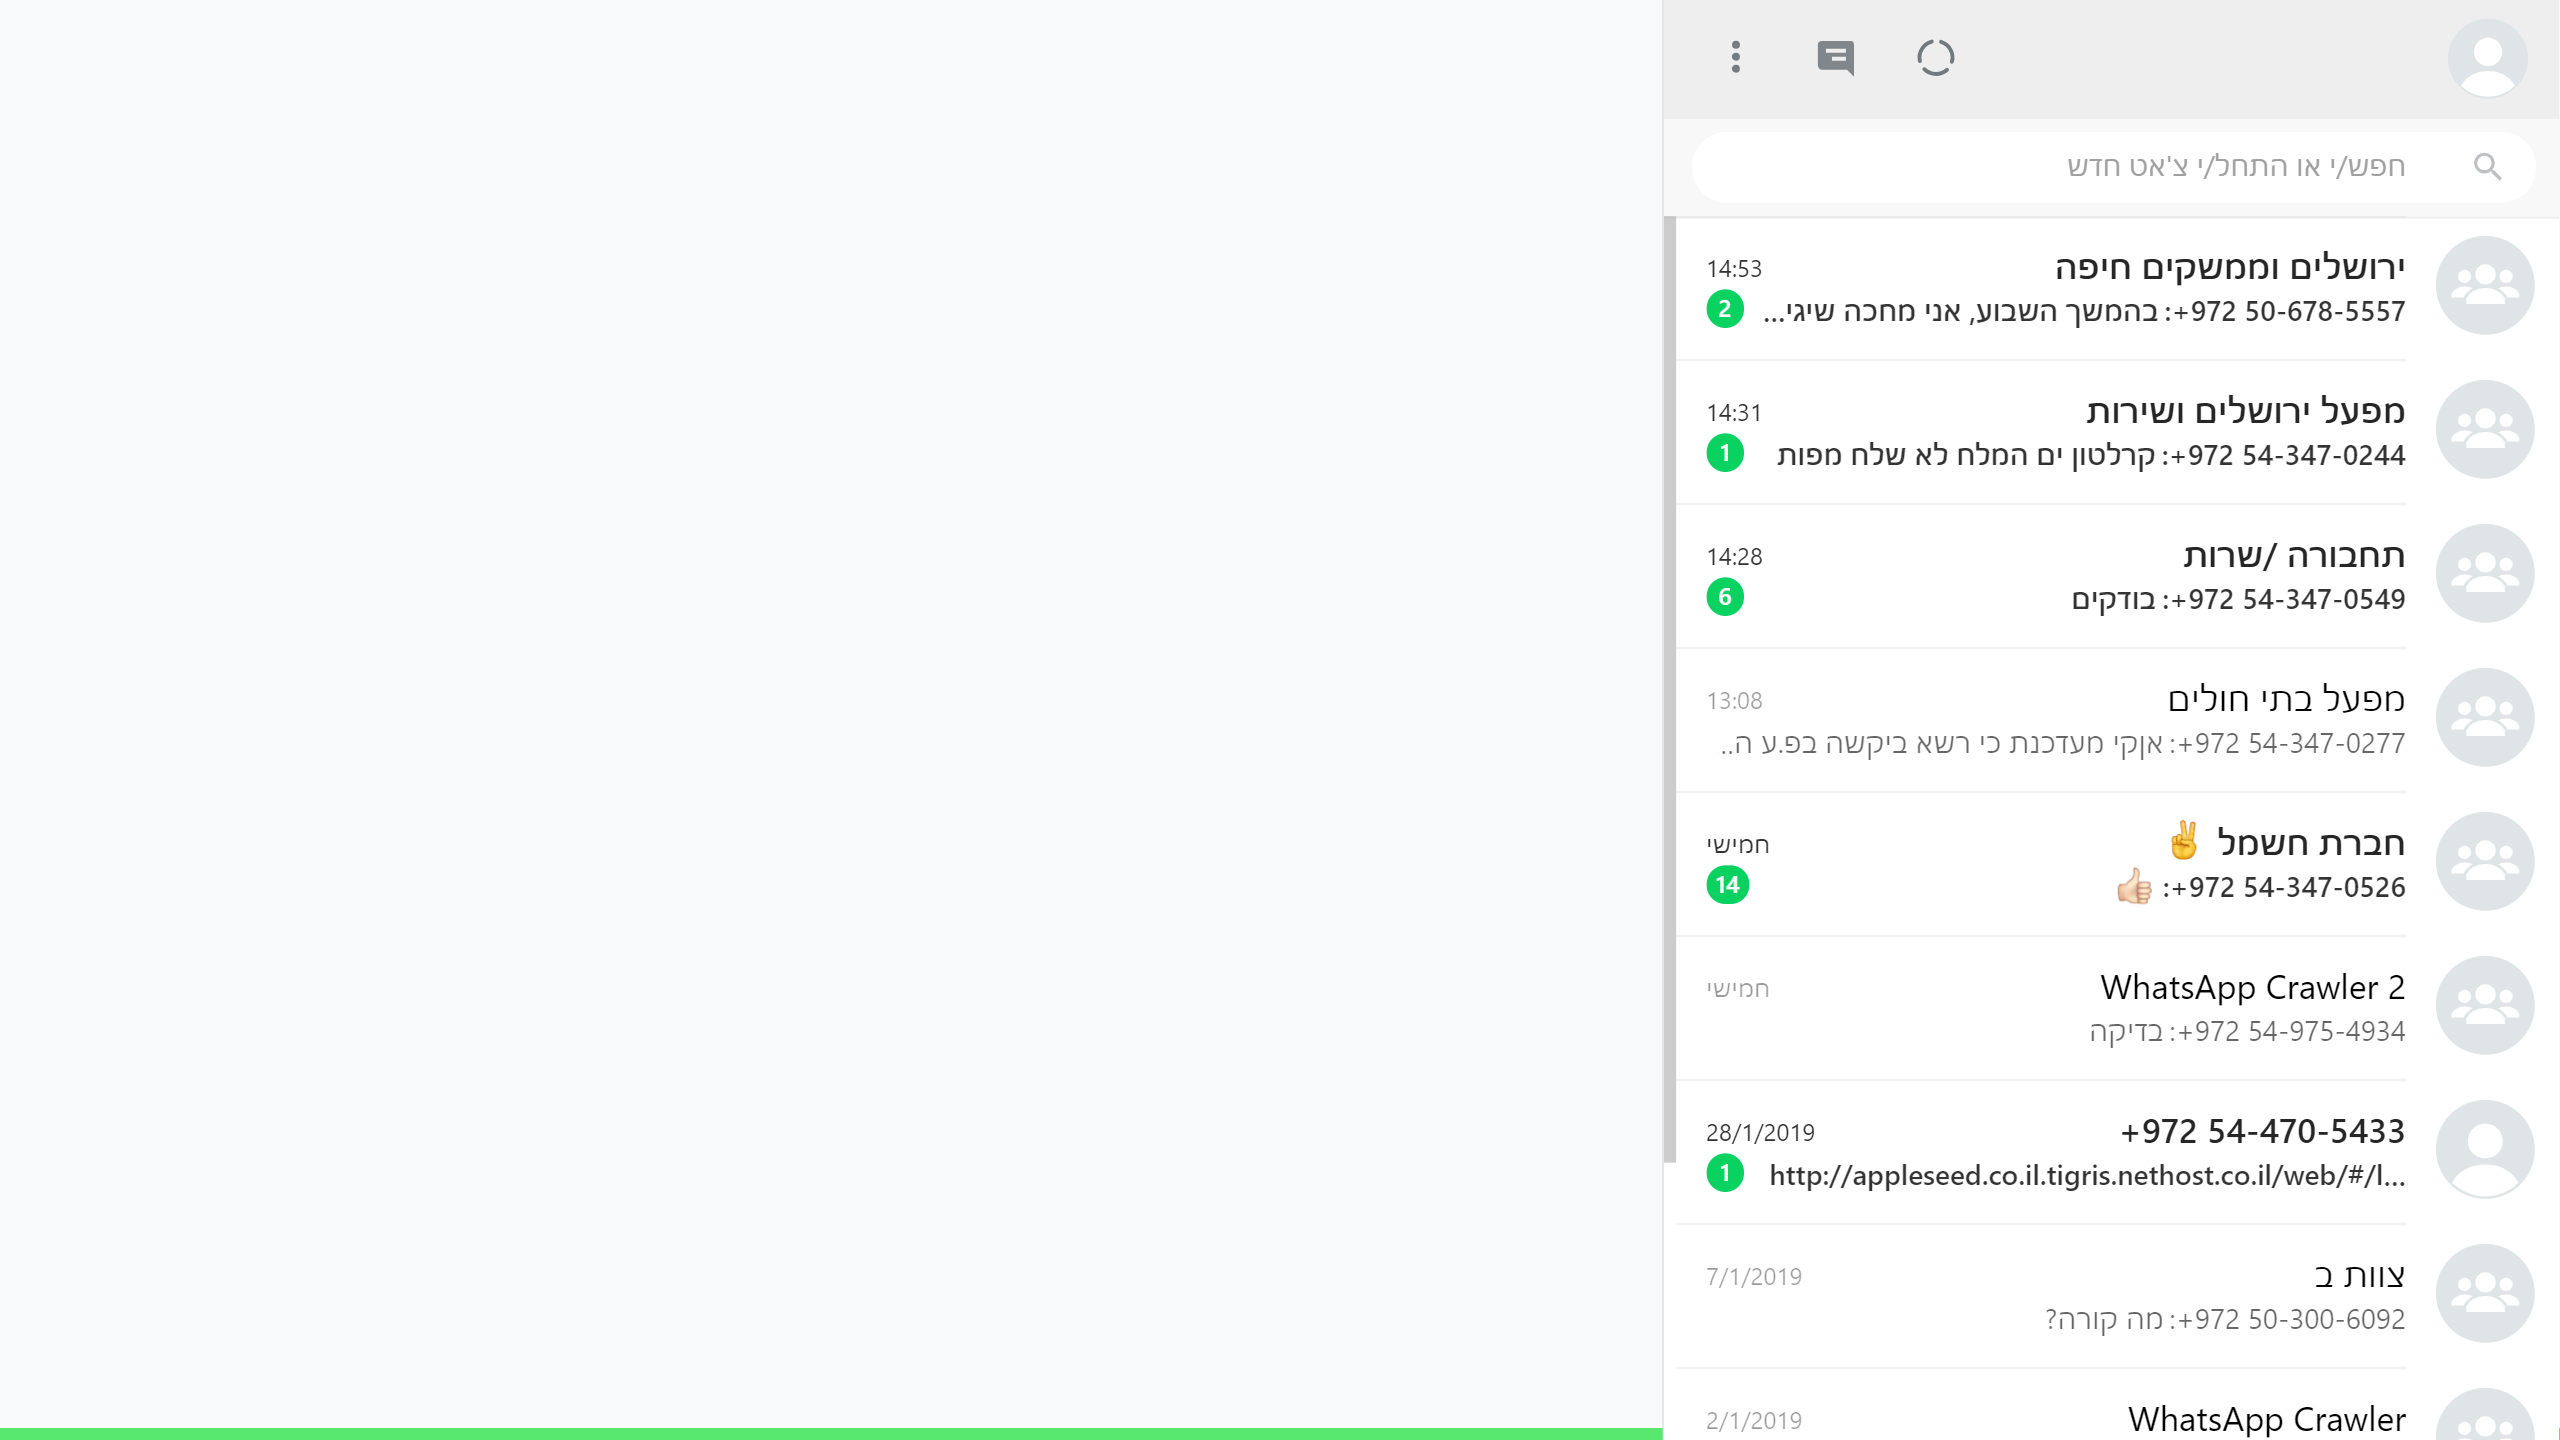 חפש/י או התחל/י צ'אט חדש
ירושלים וממשקים חיפה
14:53
+972 50-678-5557: בהמשך השבוע, אני מחכה שיגי...
2
מפעל ירושלים ושירות
14:31
+972 54-347-0244: קרלטון ים המלח לא שלח מפות
1
תחבורה /שרות
14:28
+972 54-347-0549: בודקים
6
מפעל בתי חולים
13:08
+972 54-347-0277: אןקי מעדכנת כי רשא ביקשה בפ.ע ה..
חברת חשמל ✌
חמישי
+972 54-347-0526: 👍🏻
14
WhatsApp Crawler 2
חמישי
+972 54-975-4934: בדיקה
+972 54-470-5433
28/1/2019
http://appleseed.co.il.tigris.nethost.co.il/web/#/l...
1
צוות ב
7/1/2019
+972 50-300-6092: מה קורה?
WhatsApp Crawler
2/1/2019